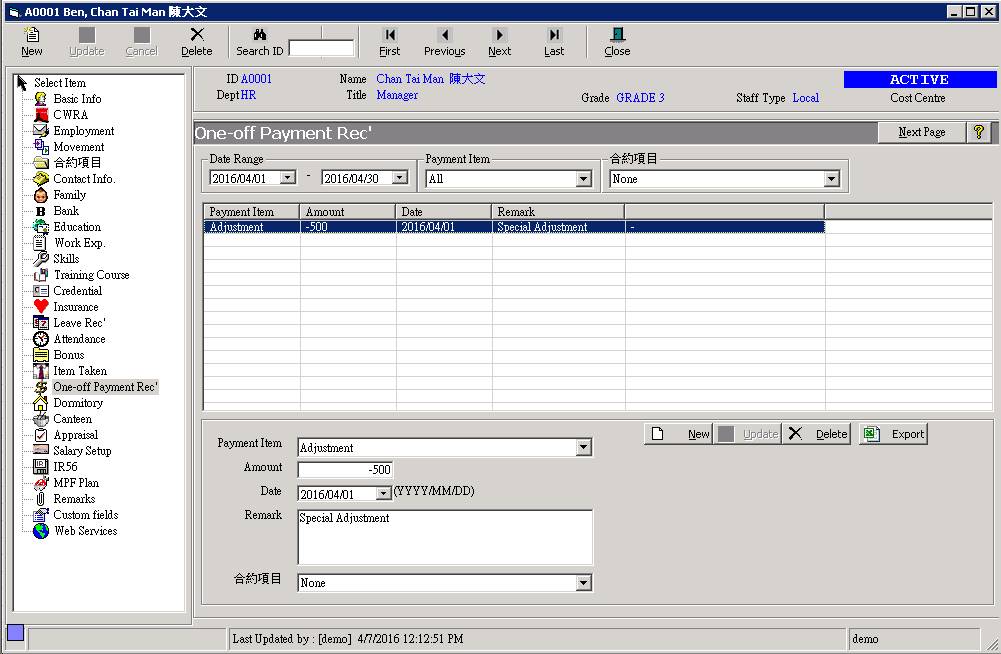 A0001 Ben, Chan Tai Man 陳大文
New Update Cancel Delete Search ID First Previous Next Last Close
Select Item
Basic Info
CWRA
Employment
Movement
合約項目
Contact Info.
Family
Bank
Education
Work Exp.
Skills
Training Course
Credential
Insurance
Leave Rec'
Attendance
Bonus
Item Taken
One-off Payment Rec'
Dormitory
Canteen
Appraisal
Salary Setup
IR56
MPF Plan
Remarks
Custom fields
Web Services
ID A0001 Name Chan Tai Man 陳大文 ACTIVE
Dept HR Title Manager Grade GRADE 3 Staff Type Local Cost Centre
One-off Payment Rec' Next Page ?
Date Range Payment Item 合約項目
2016/04/01 - 2016/04/30 All None
Payment Item Amount Date Remark
Adjustment -500 2016/04/01 Special Adjustment -
New Update Delete Export
Payment Item Adjustment
Amount -500
Date 2016/04/01 (YYYY/MM/DD)
Remark Special Adjustment
合約項目 None
Last Updated by : [demo] 4/7/2016 12:12:51 PM demo